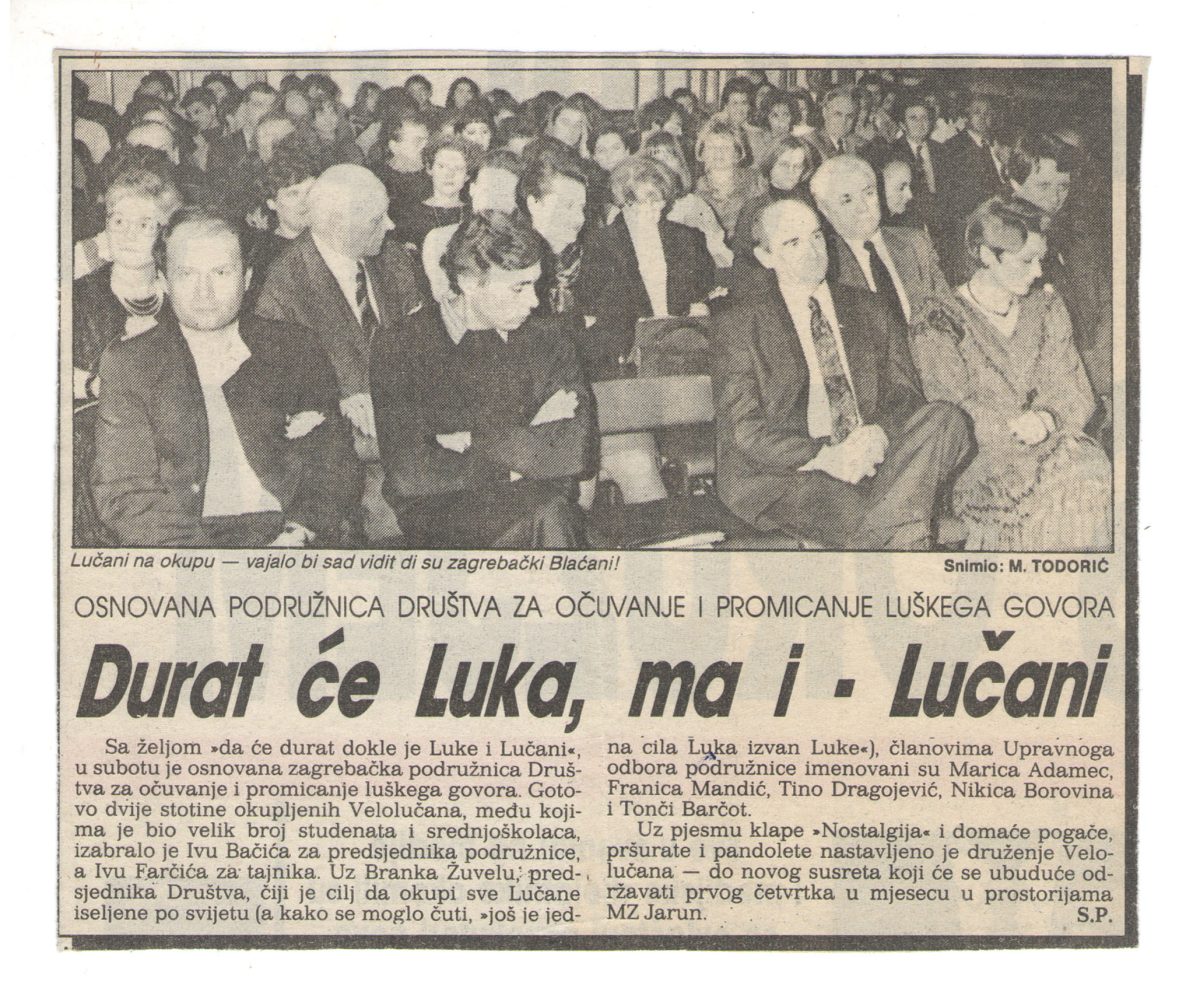 Lučani na okupu — vajalo bi sad vidit di su zagrebački Blaćani!
Snimio: M. TODORIĆ
OSNOVANA PODRUŽNICA DRUŠTVA ZA OČUVANJE I PROMICANJE LUŠKEGA GOVORA
Durat će Luka, ma i - Lučani
Sa željom »da će durat dokle je Luke i Lučani«,
u subotu je osnovana zagrebačka podružnica Druš-
tva za očuvanje i promicanje luškega govora. Goto-
vo dvije stotine okupljenih Velolučana, među koji-
ma je bio velik broj studenata i srednjoškolaca,
izabralo je Ivu Bačića za predsjednika podružnice,
a Ivu Farčića za tajnika. Uz Branka Žuvelu, pred-
sjednika Društva, čiji je cilj da okupi sve Lučane
iseljene po svijetu (a kako se moglo čuti, »još je jed-
na cila Luka izvan Luke«), članovima Upravnoga
odbora podružnice imenovani su Marica Adamec,
Franica Mandić, Tino Dragojević, Nikica Borovina
i Tonči Barčot.
Uz pjesmu klape »Nostalgija« i domaće pogače,
pršurate i pandolete nastavljeno je druženje Velo-
lučana — do novog susreta koji će se ubuduće od-
ržavati prvog četvrtka u mjesecu u prostorijama
MZ Jarun. S.P.